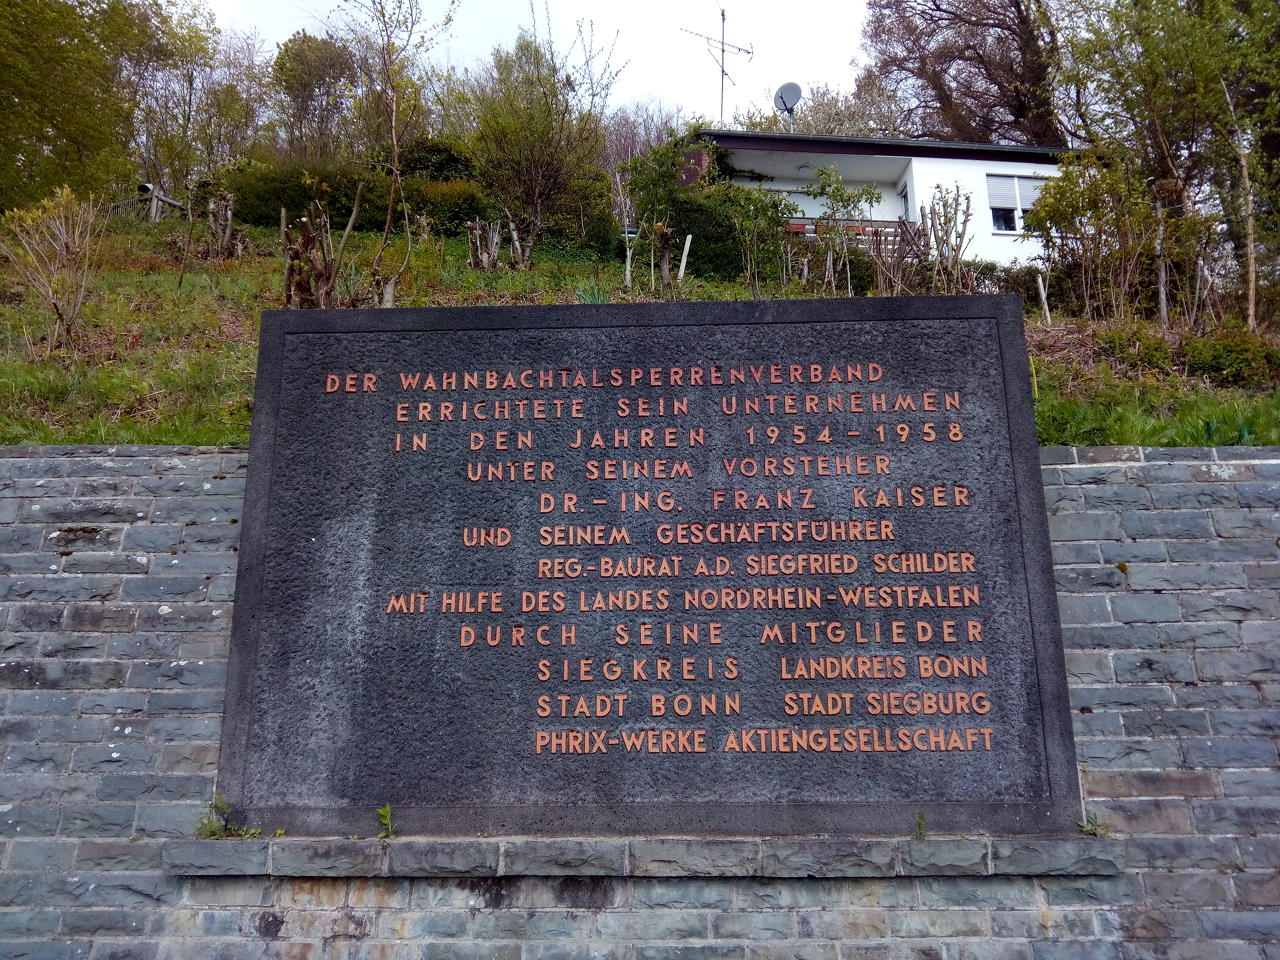 DER WAHNBACHTALSPERRENVERBAND
ERRICHTETE SEIN UNTERNEHMEN
IN DEN JAHREN 1954-1958
UNTER SEINEM VORSTEHER
DR.-ING. FRANZ KAISER
UND SEINEM GESCHÄFTSFÜHRER
REG.-BAURAT A.D. SIEGFRIED SCHILDER
MIT HILFE DES LANDES NORDRHEIN-WESTFALEN
DURCH SEINE MITGLIEDER
SIEGKREIS LANDKREIS BONN
STADT BONN STADT SIEGBURG
PHRIX-WERKE AKTIENGESELLSCHAFT